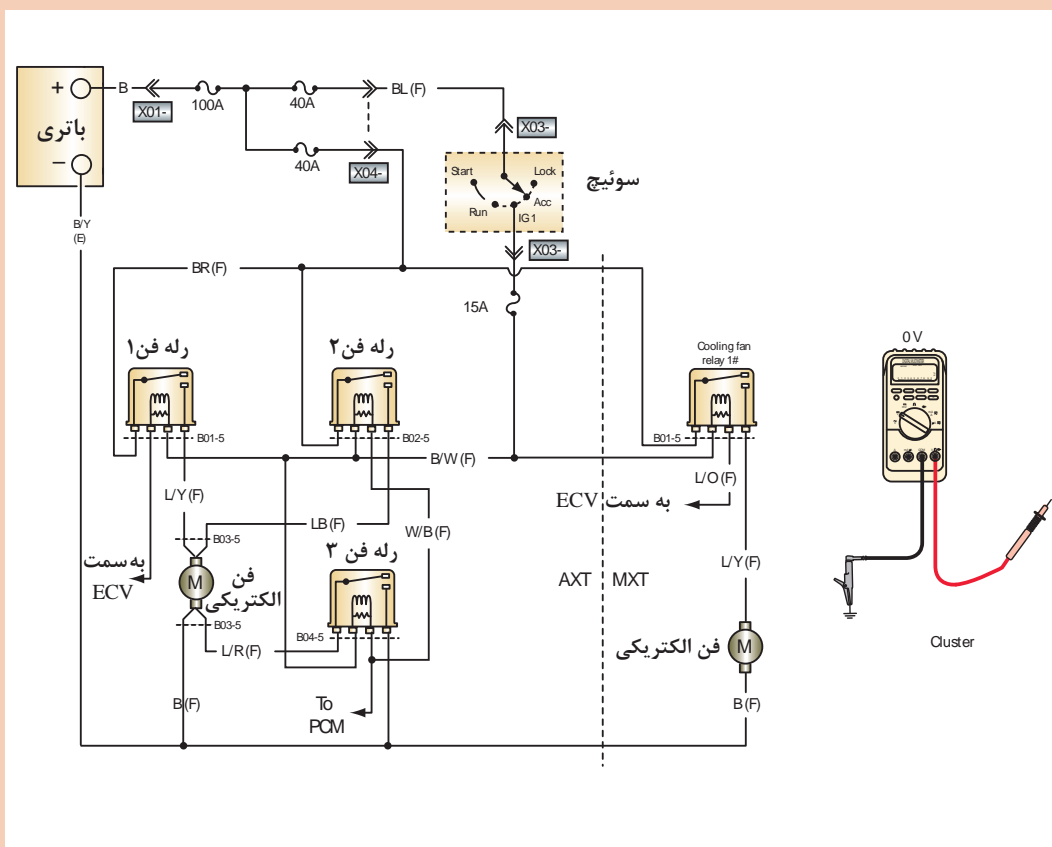 +
باتری
−
B
X01-
100A
40A
BL (F)
40A
X04-
X03-
سوئیچ
Start
Lock
Run
Acc
IG 1
X03-
B/Y
(E)
BR (F)
15A
رله فن۱
رله فن۲
Cooling fan
relay 1#
0 V
B01-5
B02-5
B01-5
B/W (F)
L/Y (F)
LB (F)
W/B (F)
L/O (F)
به سمت ECV
B03-5
رله فن ۳
به سمت
ECV
M
فن
الکتریکی
AXT
MXT
L/Y (F)
B03-5
B04-5
L/R (F)
فن الکتریکی
M
Cluster
B (F)
To
PCM
B (F)